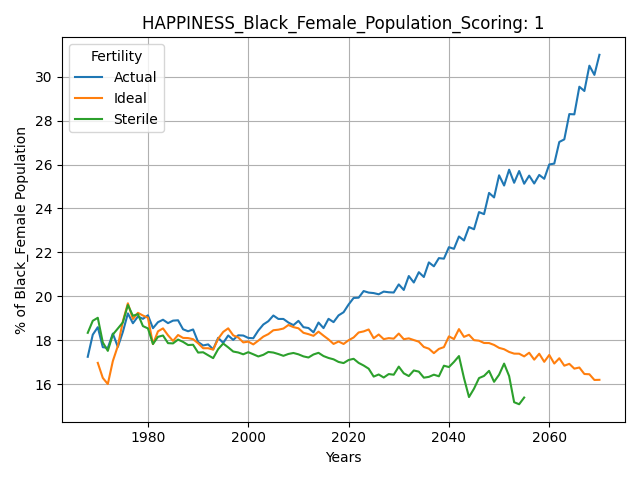 HAPPINESS_Black_Female_Population_Scoring: 1
Fertility
Actual
Ideal
Sterile
% of Black_Female Population
30
28
26
24
22
20
18
16
1980
2000
2020
2040
2060
Years